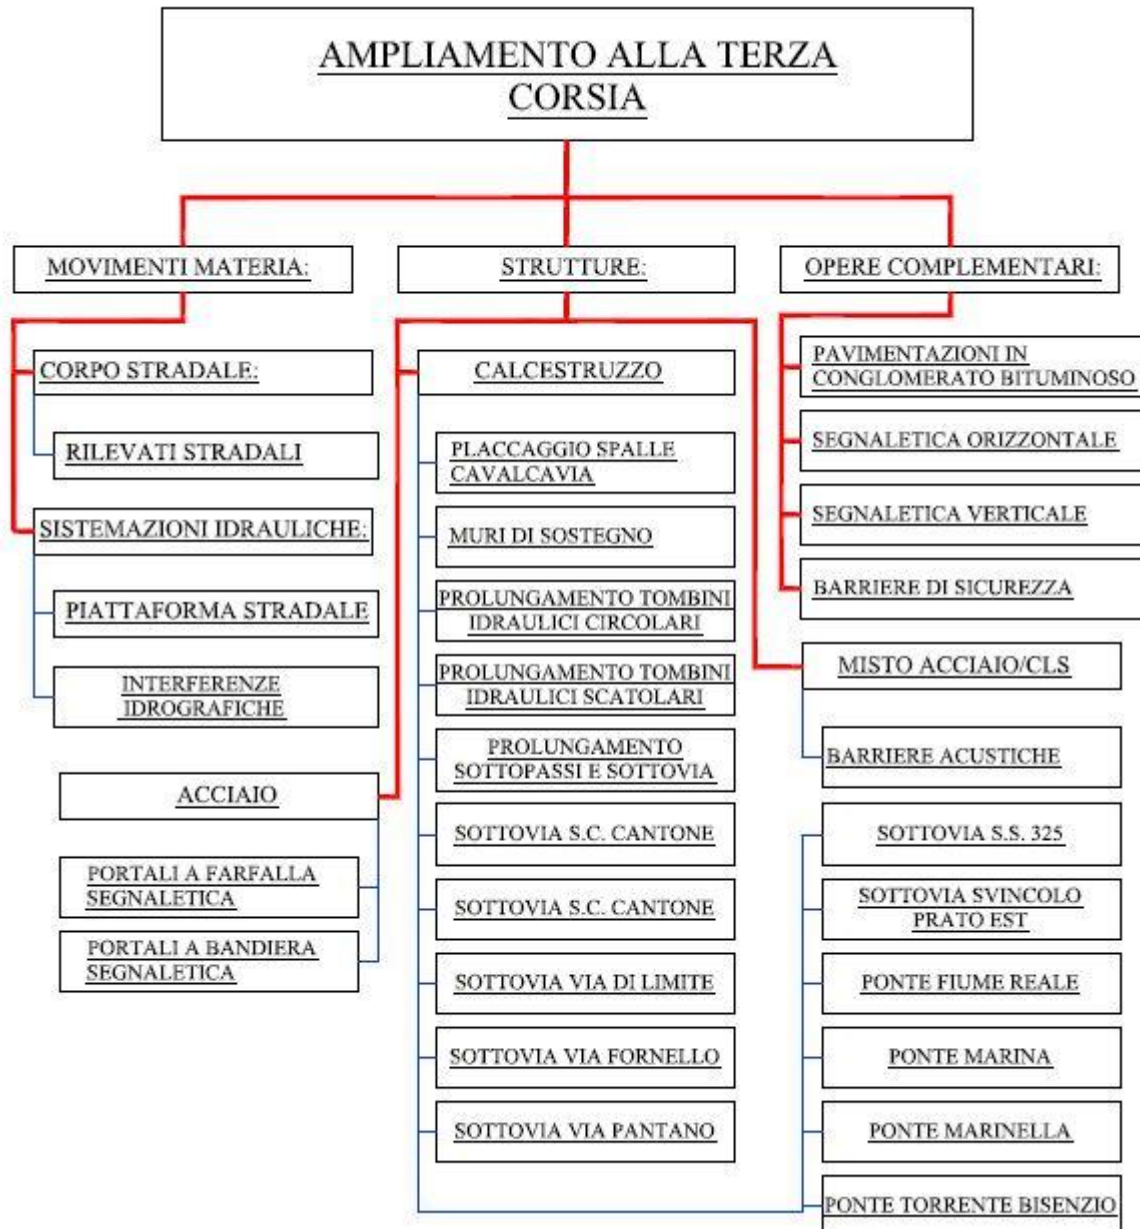 AMPLIAMENTO ALLA TERZA
CORSIA
MOVIMENTI MATERIA:
STRUTTURE:
OPERE COMPLEMENTARI:
CORPO STRADALE:
RILEVATI STRADALI
SISTEMAZIONI IDRAULICHE:
PIATTAFORMA STRADALE
INTERFERENZE
IDROGRAFICHE
ACCIAIO
PORTALI A FARFALLA
SEGNALETICA
PORTALI A BANDIERA
SEGNALETICA
CALCESTRUZZO
PLACCAGGIO SPALLE
CAVALCAVIA
MURI DI SOSTEGNO
PROLUNGAMENTO TOMBINI
IDRAULICI CIRCOLARI
PROLUNGAMENTO TOMBINI
IDRAULICI SCATOLARI
PROLUNGAMENTO
SOTTOPASSI E SOTTOVIA
SOTTOVIA S.C. CANTONE
SOTTOVIA S.C. CANTONE
SOTTOVIA VIA DI LIMITE
SOTTOVIA VIA FORNELLO
SOTTOVIA VIA PANTANO
PAVIMENTAZIONI IN
CONGLOMERATO BITUMINOSO
SEGNALETICA ORIZZONTALE
SEGNALETICA VERTICALE
BARRIERE DI SICUREZZA
MISTO ACCIAIO/CLS
BARRIERE ACUSTICHE
SOTTOVIA S.S. 325
SOTTOVIA SVINCOLO
PRATO EST
PONTE FIUME REALE
PONTE MARINA
PONTE MARINELLA
PONTE TORRENTE BISENZIO